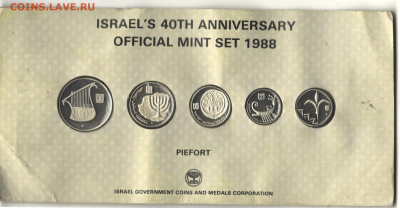 COINS.LAVE.RU
ISRAEL'S 40TH ANNIVERSARY
OFFICIAL MINT SET 1988
PIEFORT
ISRAEL GOVERNMENT COINS AND MEDALS CORPORATION